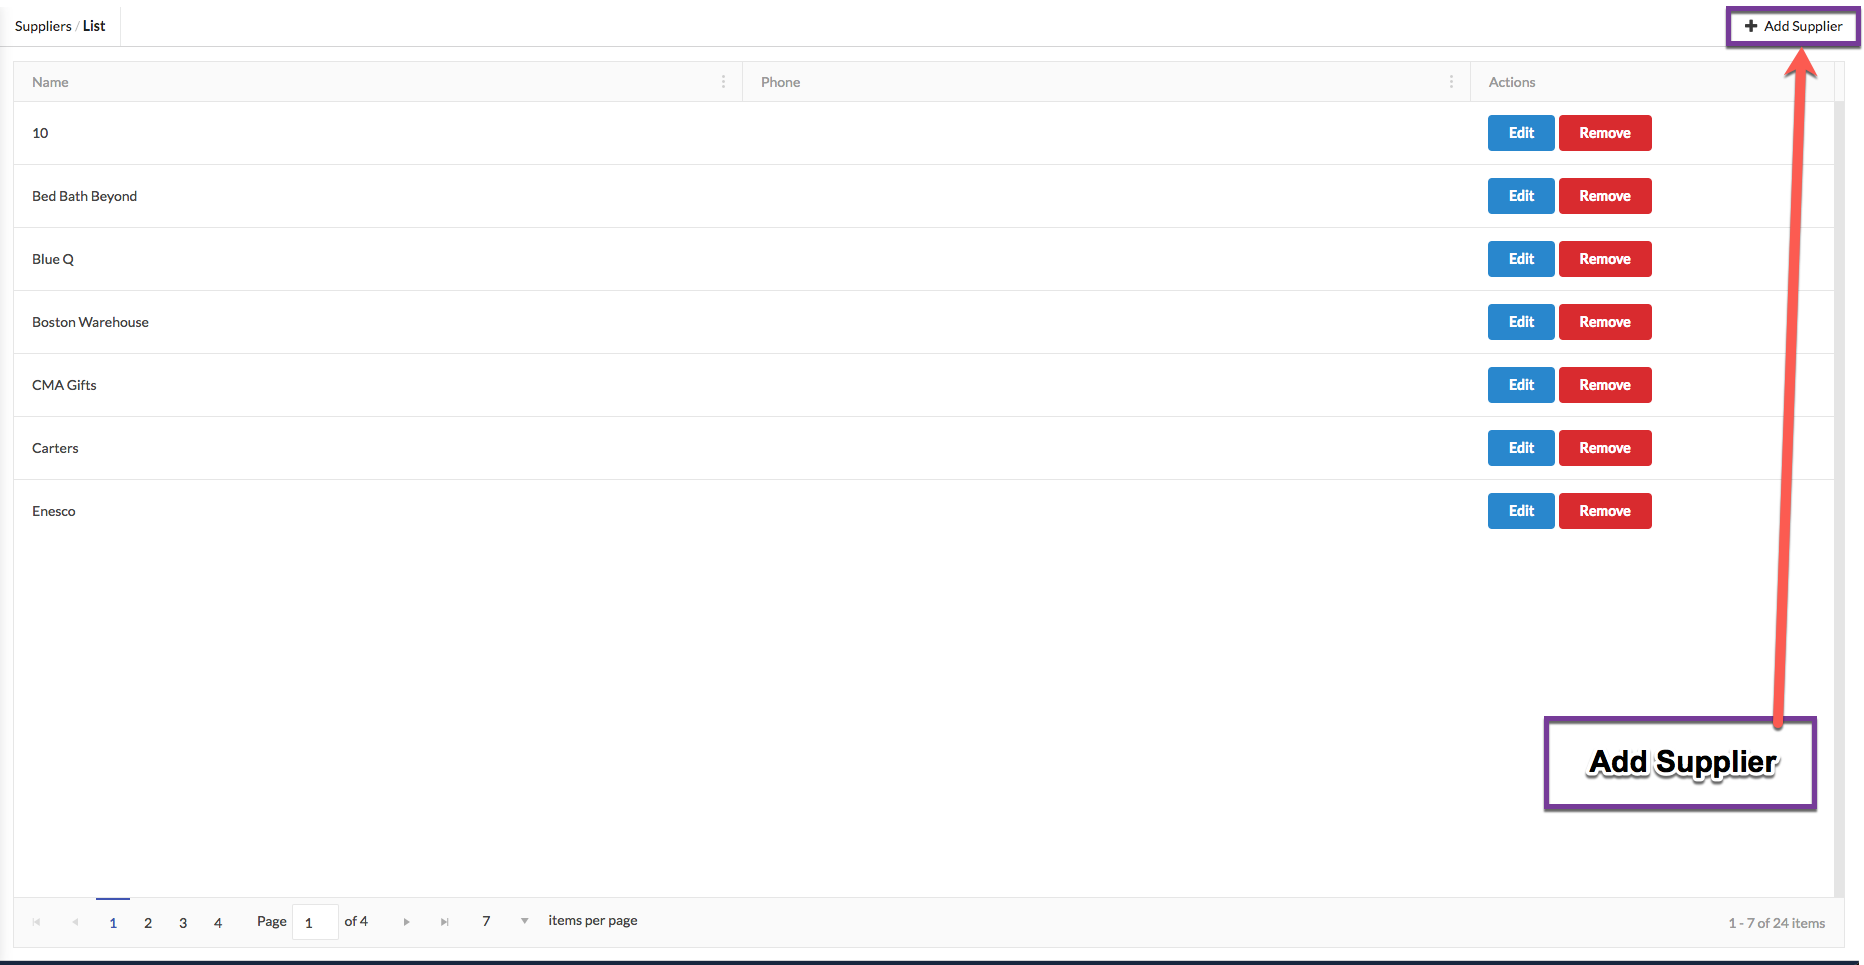 Suppliers / List
Add Supplier
Name Phone Actions
10 Edit Remove
Bed Bath Beyond Edit Remove
Blue Q Edit Remove
Boston Warehouse Edit Remove
CMA Gifts Edit Remove
Carters Edit Remove
Enesco Edit Remove
Add Supplier
1 2 3 4 Page 1 of 4 7 items per page 1 - 7 of 24 items